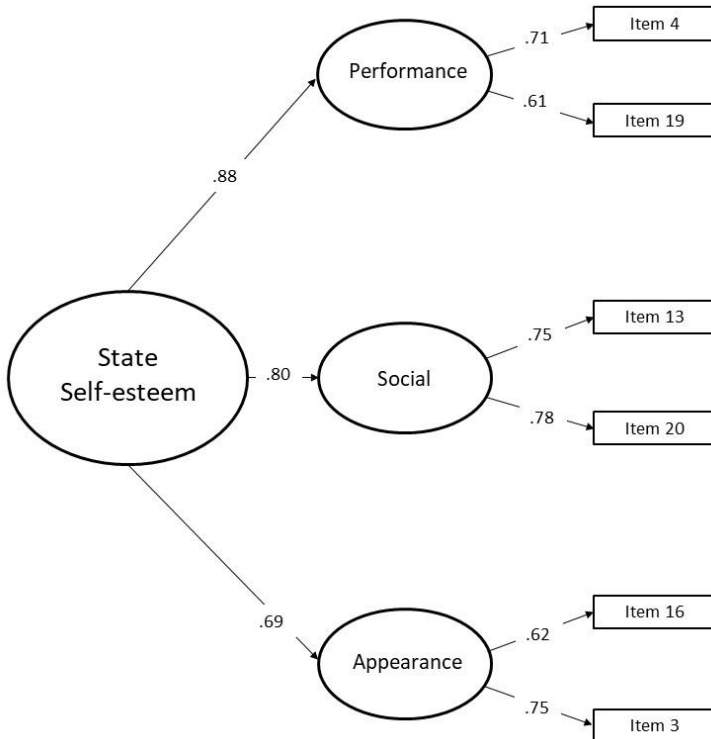 Item 4
.71
Performance
.61
Item 19
.88
Item 13
.75
State
Self-esteem
.80
Social
.78
Item 20
Item 16
.69
.62
Appearance
.75
Item 3